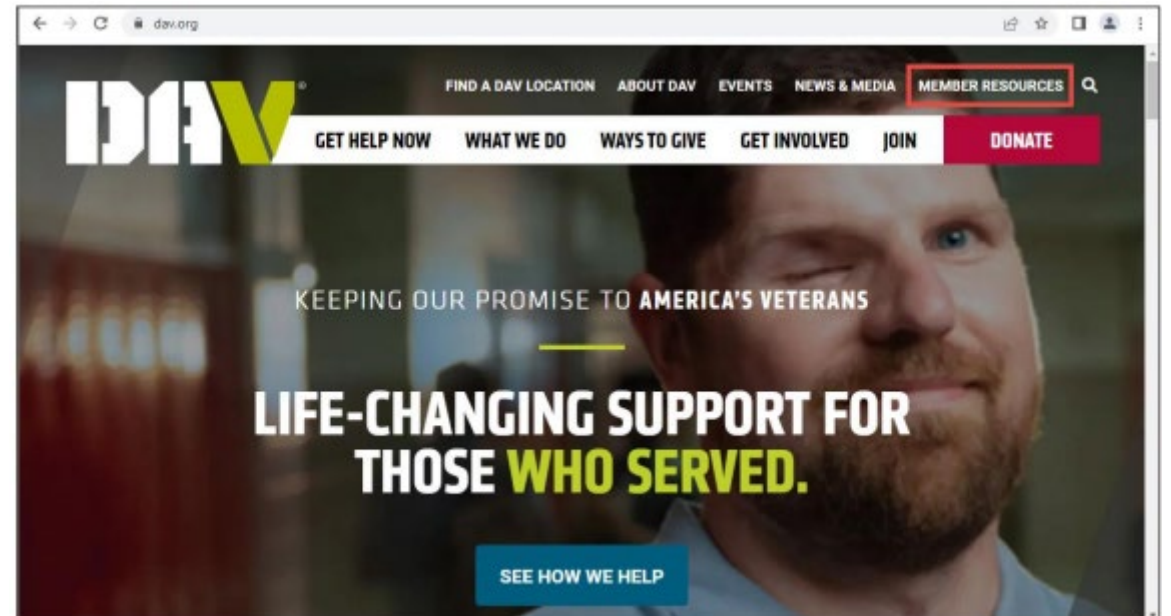 dav.org
DAV®
FIND A DAV LOCATION ABOUT DAV EVENTS NEWS & MEDIA MEMBER RESOURCES
GET HELP NOW WHAT WE DO WAYS TO GIVE GET INVOLVED JOIN DONATE
KEEPING OUR PROMISE TO AMERICA'S VETERANS
LIFE-CHANGING SUPPORT FOR
THOSE WHO SERVED.
SEE HOW WE HELP